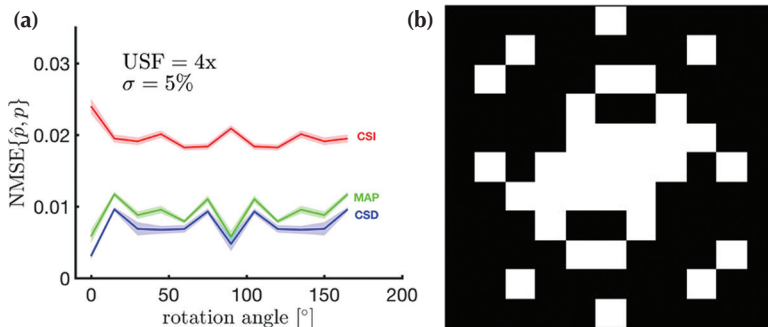 (a)
(b)
USF = 4x
σ = 5%
NMSE{p̂, p}
0.03
0.02
0.01
0
CSI
MAP
CSD
0 50 100 150 200
rotation angle [°]